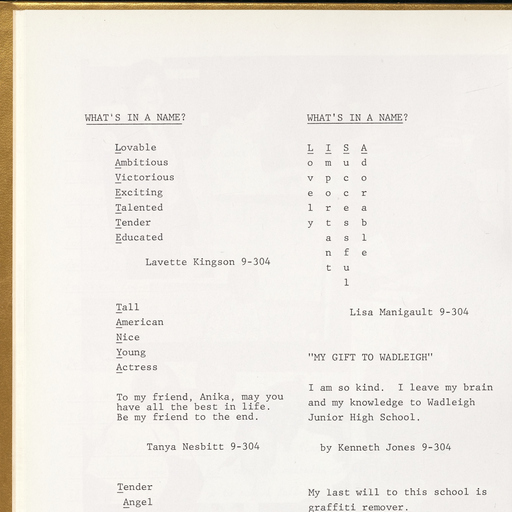 WHAT'S IN A NAME?
Lovable
Ambitious
Victorious
Exciting
Talented
Tender
Educated
Lavette Kingson 9-304
Tall
American
Nice
Young
Actress
To my friend, Anika, may you
have all the best in life.
Be my friend to the end.
Tanya Nesbitt 9-304
Tender
Angel
WHAT'S IN A NAME?
L I S A
o m u d
v p c o
e o c r
l r e a
y t s b
a s l
n f e
t u
l
Lisa Manigault 9-304
"MY GIFT TO WADLEIGH"
I am so kind. I leave my brain
and my knowledge to Wadleigh
Junior High School.
by Kenneth Jones 9-304
My last will to this school is
graffiti remover.